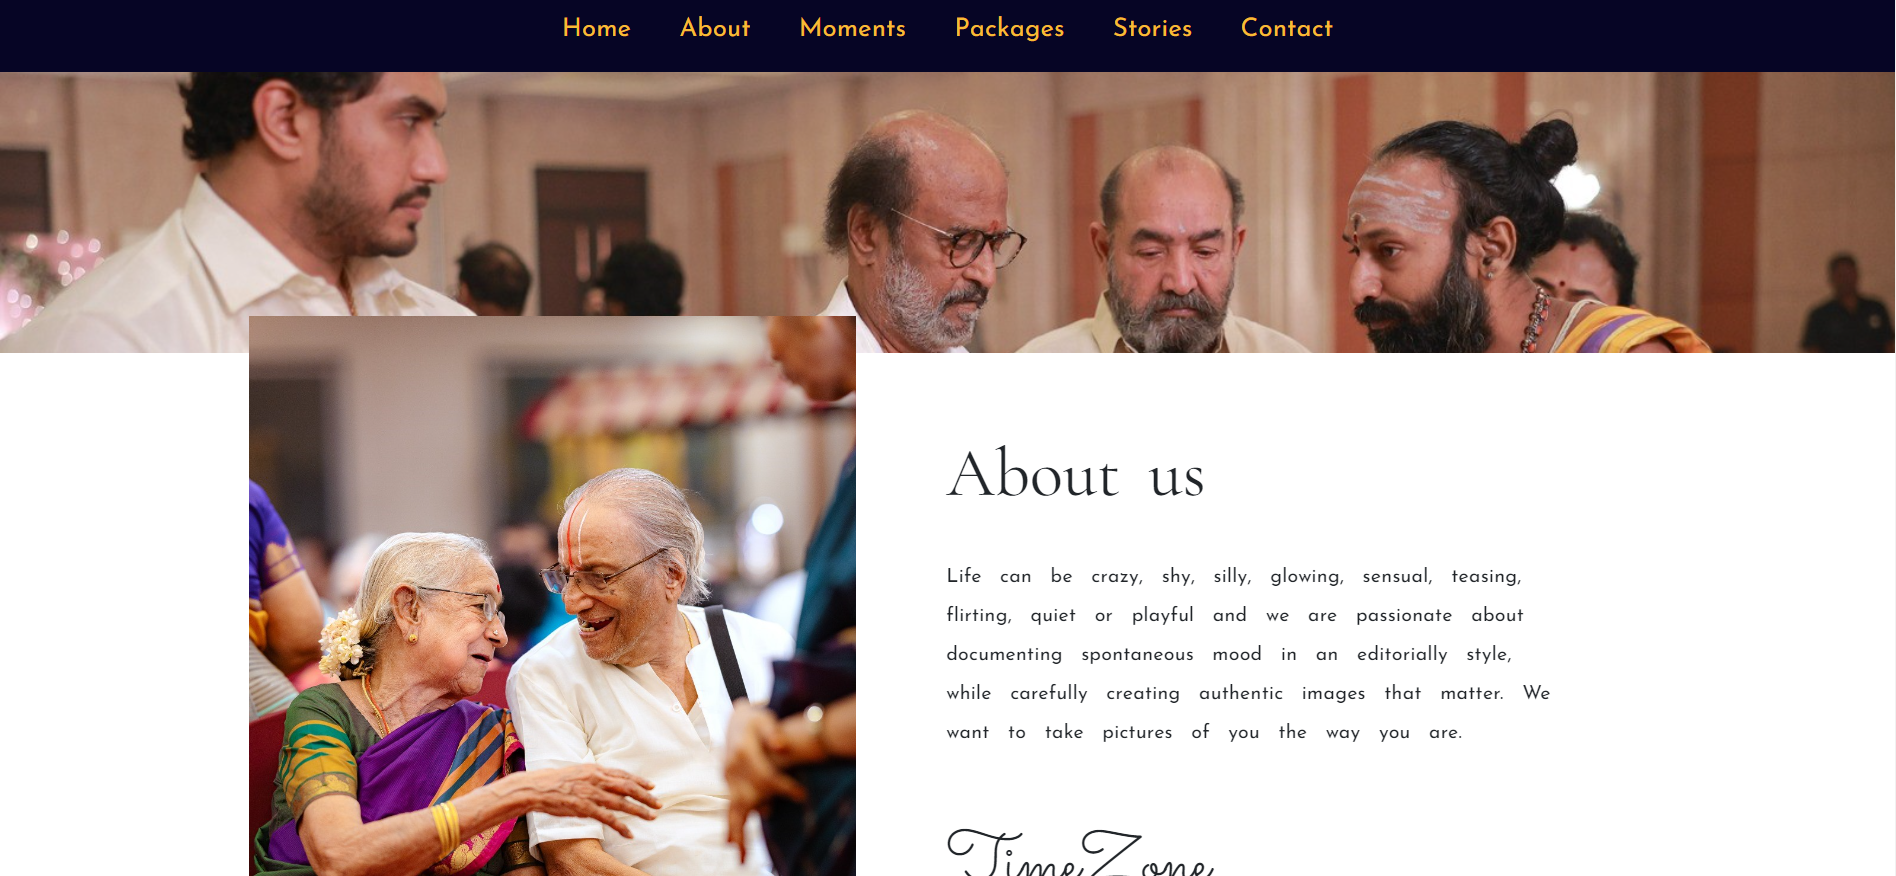 Home About Moments Packages Stories Contact
About us
Life can be crazy, shy, silly, glowing, sensual, teasing,
flirting, quiet or playful and we are passionate about
documenting spontaneous mood in an editorially style,
while carefully creating authentic images that matter. We
want to take pictures of you the way you are.
TimeZone